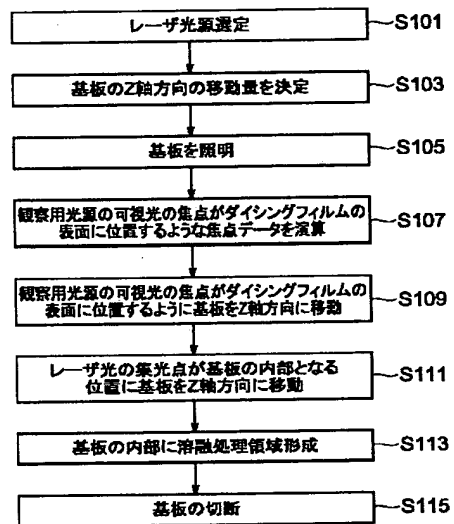 レーザ光源選定
S101
基板のZ軸方向の移動量を決定
S103
基板を照明
S105
観察用光源の可視光の焦点がダイシングフィルムの
表面に位置するような焦点データを演算
S107
観察用光源の可視光の焦点がダイシングフィルムの
表面に位置するように基板をZ軸方向に移動
S109
レーザ光の集光点が基板の内部となる
位置に基板をZ軸方向に移動
S111
基板の内部に溶融処理領域形成
S113
基板の切断
S115